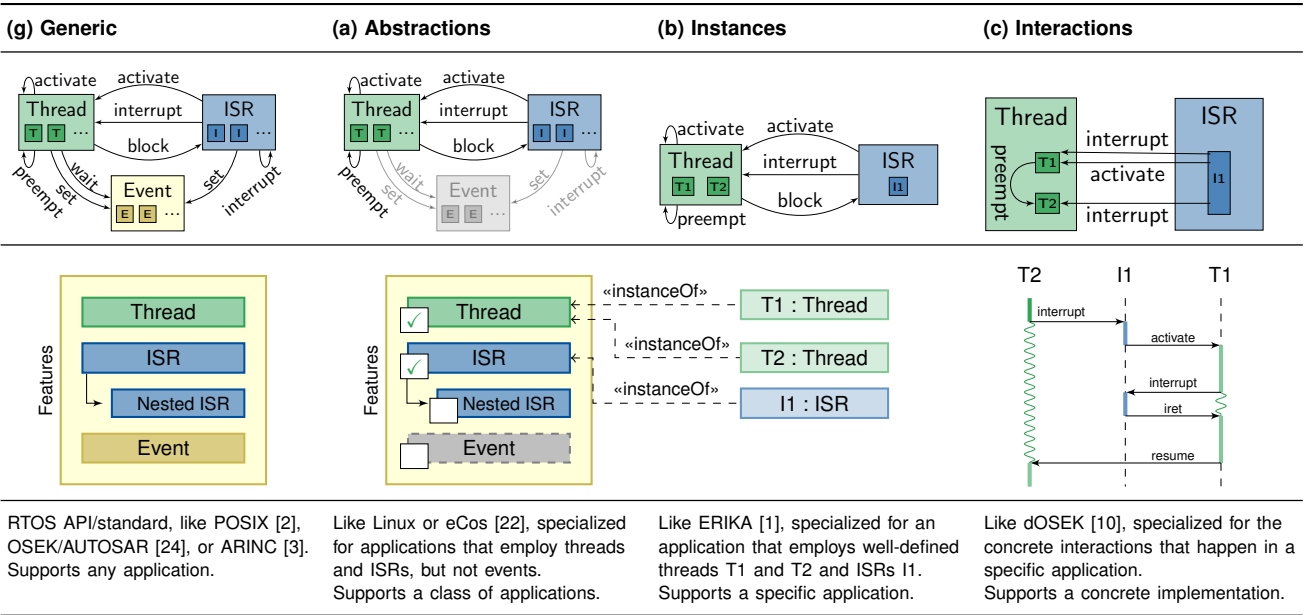 (g) Generic
(a) Abstractions
(b) Instances
(c) Interactions
activate
activate
Thread
T T ...
interrupt
ISR
I I ...
block
preempt
wait
set
set
interrupt
Event
E E ...
activate
activate
Thread
T T ...
interrupt
ISR
I I ...
block
preempt
wait
set
set
interrupt
Event
E E ...
activate
activate
Thread
T1 T2
interrupt
ISR
I1
block
preempt
Thread
ISR
interrupt
T1
I1
activate
preempt
T2
interrupt
Features
Thread
ISR
Nested ISR
Event
Features
Thread
✓
ISR
✓
Nested ISR
Event
«instanceOf»
T1 : Thread
«instanceOf»
T2 : Thread
«instanceOf»
I1 : ISR
T2 I1 T1
interrupt
activate
interrupt
iret
resume
RTOS API/standard, like POSIX [2],
OSEK/AUTOSAR [24], or ARINC [3].
Supports any application.
Like Linux or eCos [22], specialized
for applications that employ threads
and ISRs, but not events.
Supports a class of applications.
Like ERIKA [1], specialized for an
application that employs well-defined
threads T1 and T2 and ISRs I1.
Supports a specific application.
Like dOSEK [10], specialized for the
concrete interactions that happen in a
specific application.
Supports a concrete implementation.